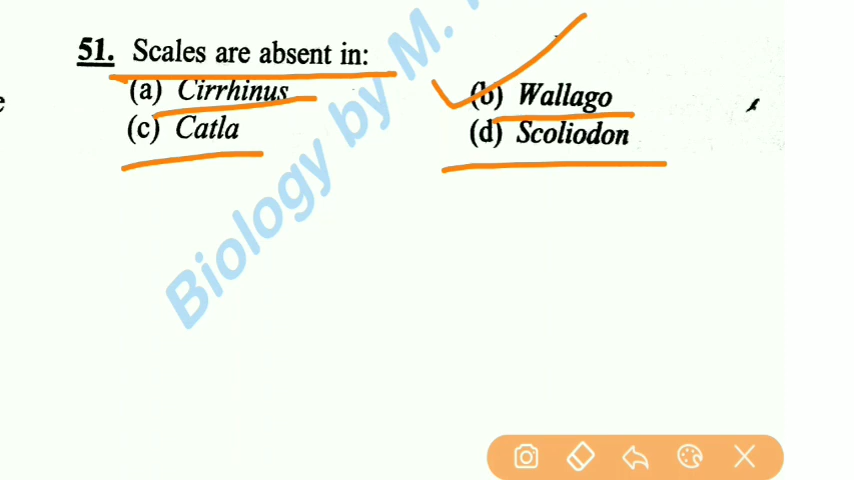 51. Scales are absent in:
(a) Cirrhinus (b) Wallago
(c) Catla (d) Scoliodon
Biology by M.